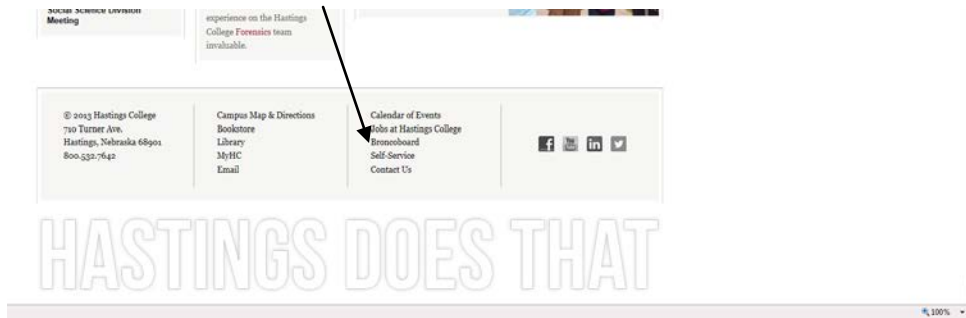 Social Science Division
Meeting
experience on the Hastings
College Forensics team
invaluable.
© 2013 Hastings College
710 Turner Ave.
Hastings, Nebraska 68901
800.532.7642
Campus Map & Directions
Bookstore
Library
MyHC
Email
Calendar of Events
Jobs at Hastings College
Broncoboard
Self-Service
Contact Us
HASTINGS DOES THAT
100%